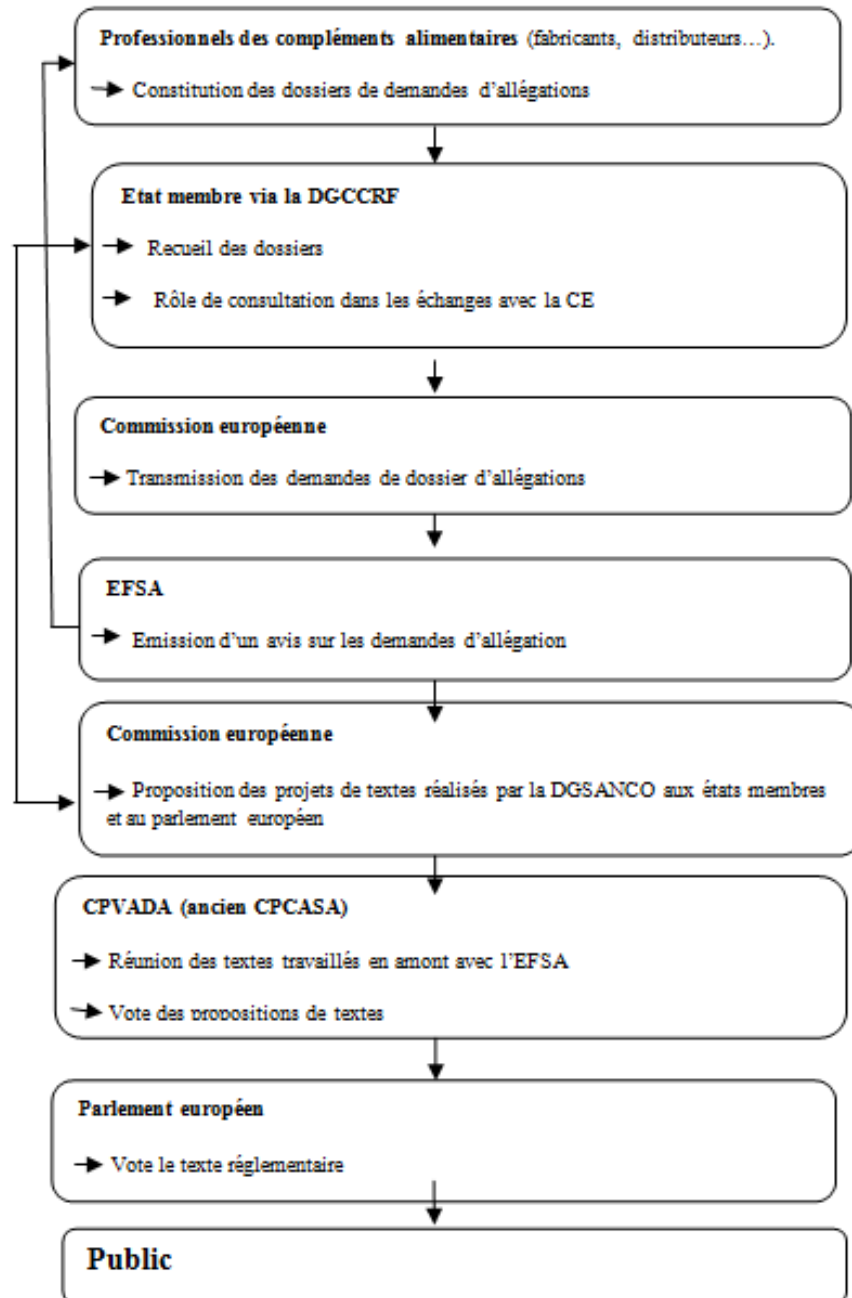 Professionnels des compléments alimentaires (fabricants, distributeurs…).
Constitution des dossiers de demandes d'allégations
Etat membre via la DGCCRF
Recueil des dossiers
Rôle de consultation dans les échanges avec la CE
Commission européenne
Transmission des demandes de dossier d'allégations
EFSA
Emission d'un avis sur les demandes d'allégation
Commission européenne
Proposition des projets de textes réalisés par la DGSANCO aux états membres
et au parlement européen
CPVADA (ancien CPCASA)
Réunion des textes travaillés en amont avec l'EFSA
Vote des propositions de textes
Parlement européen
Vote le texte réglementaire
Public